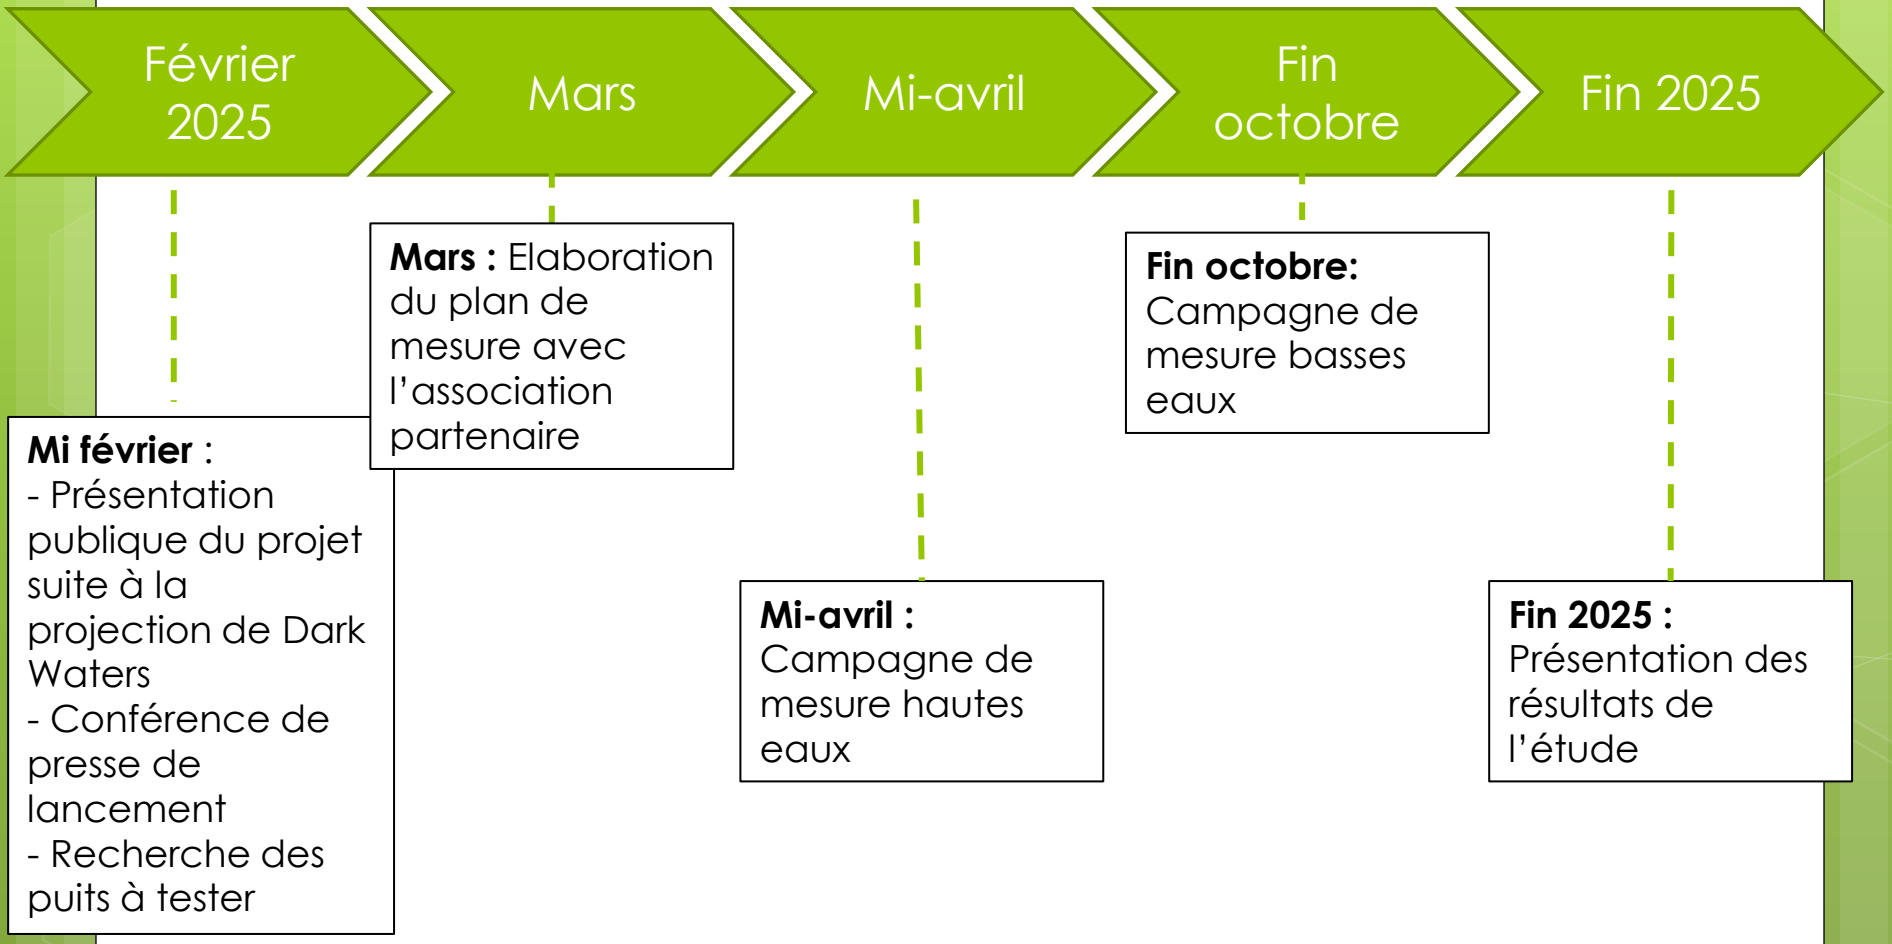 Février
2025
Mars
Mi-avril
Fin
octobre
Fin 2025
Mi février :
- Présentation
publique du projet
suite à la
projection de Dark
Waters
- Conférence de
presse de
lancement
- Recherche des
puits à tester
Mars : Elaboration
du plan de
mesure avec
l’association
partenaire
Mi-avril :
Campagne de
mesure hautes
eaux
Fin octobre:
Campagne de
mesure basses
eaux
Fin 2025 :
Présentation des
résultats de
l’étude